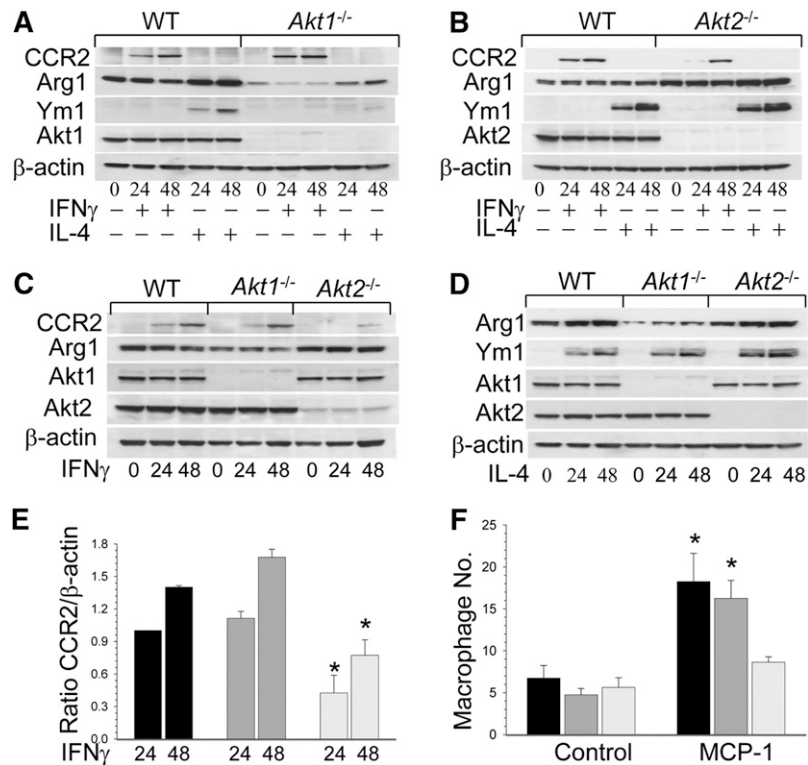 A
WT Akt1-/-
CCR2
Arg1
Ym1
Akt1
β-actin
0 24 48 24 48 0 24 48 24 48
IFNγ – + + – – – + + – –
IL-4 – – – + + – – – + +
B
WT Akt2-/-
CCR2
Arg1
Ym1
Akt2
β-actin
0 24 48 24 48 0 24 48 24 48
IFNγ – + + – – – + + – –
IL-4 – – – + + – – – + +
C
WT Akt1-/- Akt2-/-
CCR2
Arg1
Akt1
Akt2
β-actin
IFNγ 0 24 48 0 24 48 0 24 48
D
WT Akt1-/- Akt2-/-
Arg1
Ym1
Akt1
Akt2
β-actin
IL-4 0 24 48 0 24 48 0 24 48
E
Ratio CCR2/β-actin
1.8
1.5
1.2
0.9
0.6
0.3
0.0
* *
IFNγ 24 48 24 48 24 48
F
Macrophage No.
25
20
15
10
5
0
* *
Control MCP-1